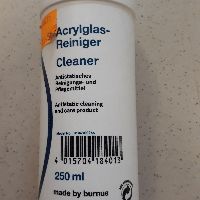 Acrylglas-
Reiniger
Cleaner
Antistatisches
Reinigungs- und
Pflegemittel
Antistatic cleaning
and care product
4 015704 184013
250 ml
made by burnus